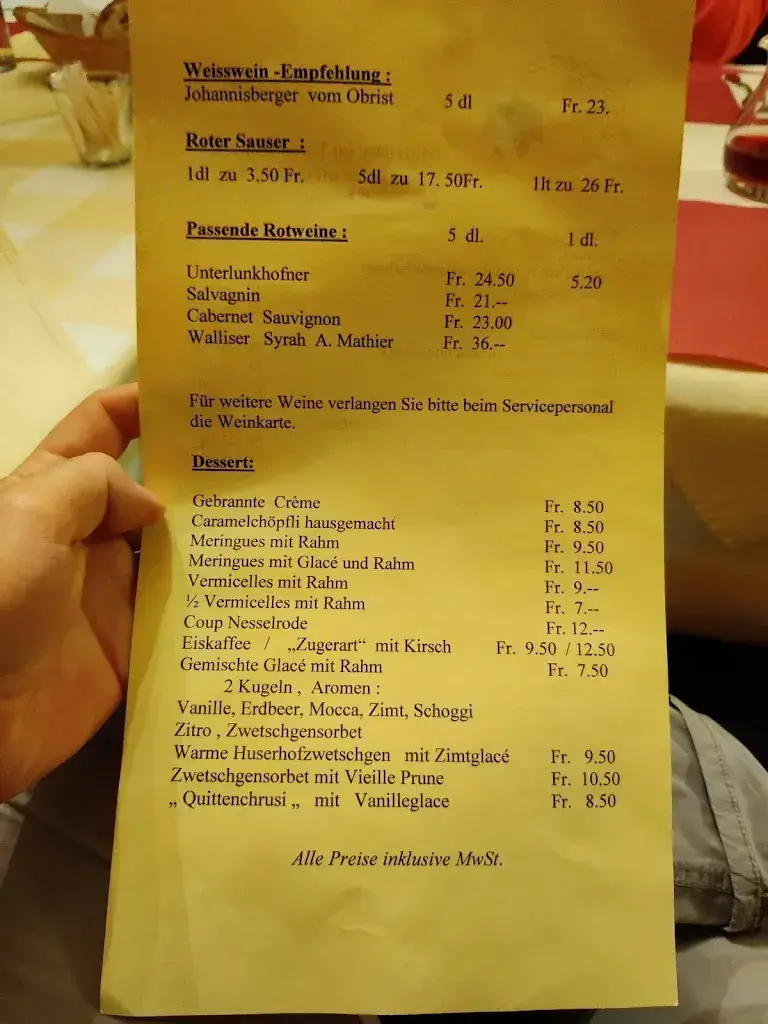 Weisswein -Empfehlung :
Johannisberger vom Obrist 5 dl Fr. 23.
Roter Sauser :
1dl zu 3.50 Fr. 5dl zu 17. 50Fr. 1lt zu 26 Fr.
Passende Rotweine : 5 dl. 1 dl.
Unterlunkhofner Fr. 24.50 5.20
Salvagnin Fr. 21.--
Cabernet Sauvignon Fr. 23.00
Walliser Syrah A. Mathier Fr. 36.--
Für weitere Weine verlangen Sie bitte beim Servicepersonal
die Weinkarte.
Dessert:
Gebrannte Crème Fr. 8.50
Caramelchöpfli hausgemacht Fr. 8.50
Meringues mit Rahm Fr. 9.50
Meringues mit Glacé und Rahm Fr. 11.50
Vermicelles mit Rahm Fr. 9.--
½ Vermicelles mit Rahm Fr. 7.--
Coup Nesselrode Fr. 12.--
Eiskaffee / „Zugerart“ mit Kirsch Fr. 9.50 / 12.50
Gemischte Glacé mit Rahm Fr. 7.50
2 Kugeln , Aromen :
Vanille, Erdbeer, Mocca, Zimt, Schoggi
Zitro , Zwetschgensorbet
Warme Huserhofzwetschgen mit Zimtglacé Fr. 9.50
Zwetschgensorbet mit Vieille Prune Fr. 10.50
„ Quittenchrusi „ mit Vanilleglace Fr. 8.50
Alle Preise inklusive MwSt.